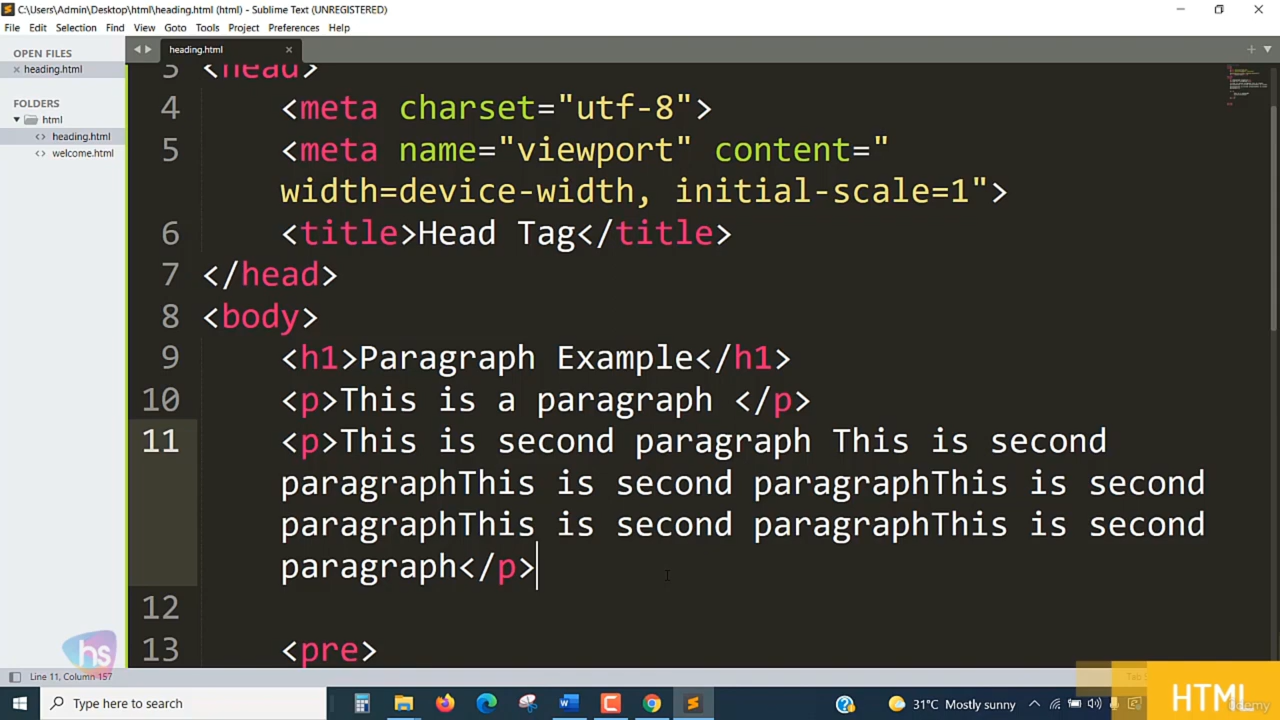 C:\Users\Admin\Desktop\html\heading.html (html) - Sublime Text (UNREGISTERED)
File Edit Selection Find View Goto Tools Project Preferences Help
OPEN FILES
heading.html
FOLDERS
html
heading.html
welcome.html
heading.html
3 <head>
4 <meta charset="utf-8">
5 <meta name="viewport" content="
width=device-width, initial-scale=1">
6 <title>Head Tag</title>
7 </head>
8 <body>
9 <h1>Paragraph Example</h1>
10 <p>This is a paragraph </p>
11 <p>This is second paragraph This is second
paragraphThis is second paragraphThis is second
paragraphThis is second paragraphThis is second
paragraph</p>
12
13 <pre>
hs
Line 11, Column 157
Tab S
Type here to search
31°C Mostly sunny
HTML
Udemy